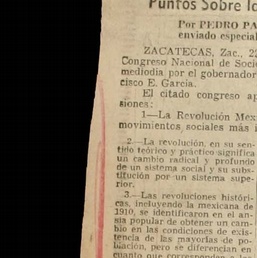 Puntos Sobre la
Por PEDRO PA
enviado especial
ZACATECAS, Zac., 22
Congreso Nacional de Soci
mediodía por el gobernador
cisco E. García.
El citado congreso ap
siones:
1—La Revolución Mex
movimientos sociales más i
2.—La revolución, en su sen-
tido teórico y práctico significa
un cambio radical y profundo
de un sistema social y su subs-
titución por un sistema supe-
rior.
3.—Las revoluciones históri-
cas, incluyendo la mexicana de
1910, se identificaron en el an-
sia popular de obtener un cam-
bio en las condiciones de exis-
tencia de las mayorías de po-
blación, pero se diferencian en
cuanto que corresponden a